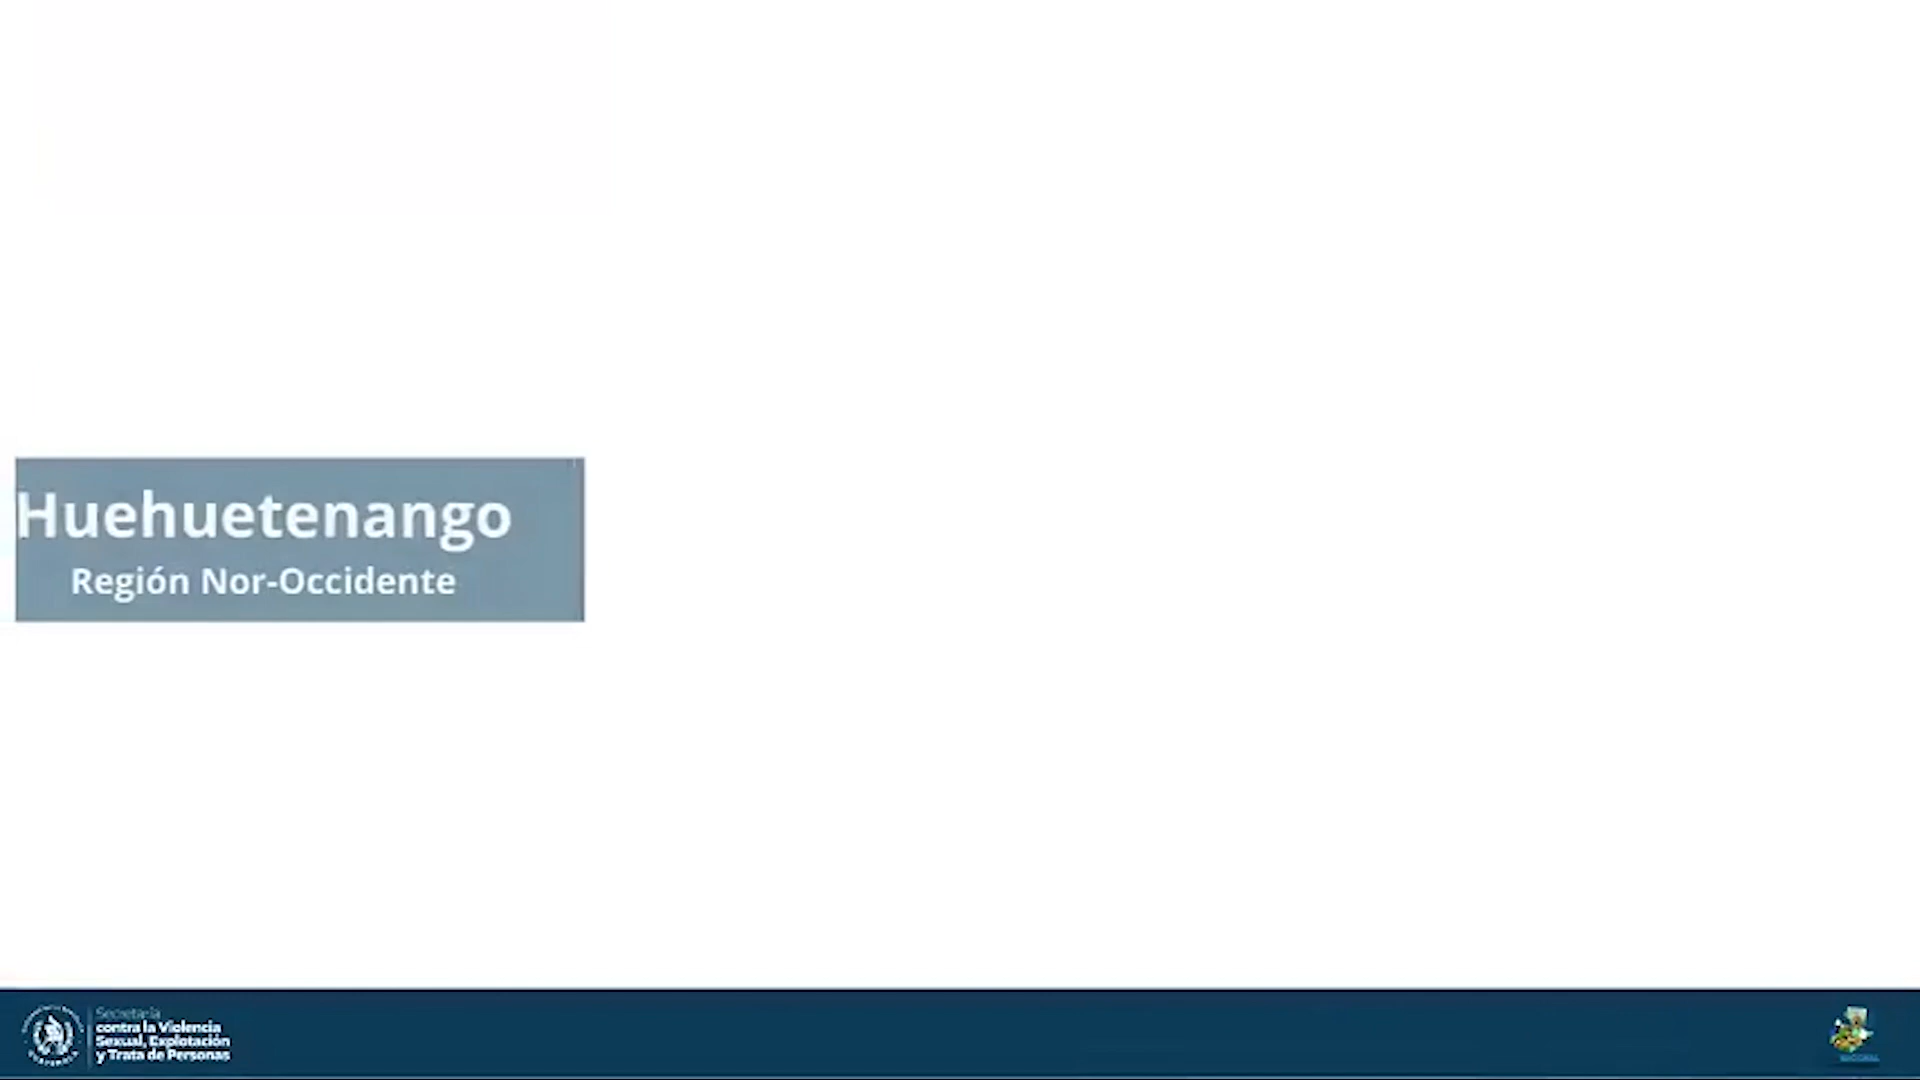 Huehuetenango
Región Nor-Occidente
Secretaría
contra la Violencia
Sexual, Explotación
y Trata de Personas